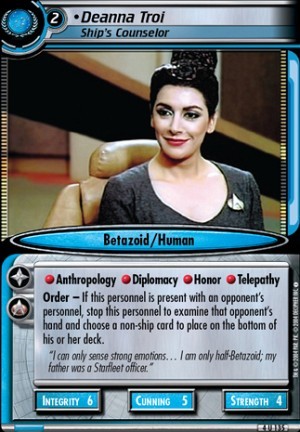 2
•Deanna Troi
Ship's Counselor
Betazoid/Human
Anthropology Diplomacy Honor Telepathy
Order – If this personnel is present with an opponent's
personnel, stop this personnel to examine that opponent's
hand and choose a non-ship card to place on the bottom of
his or her deck.
"I can only sense strong emotions... I am only half-Betazoid; my
father was a Starfleet officer."
Integrity 6 Cunning 5 Strength 4
4 U 135